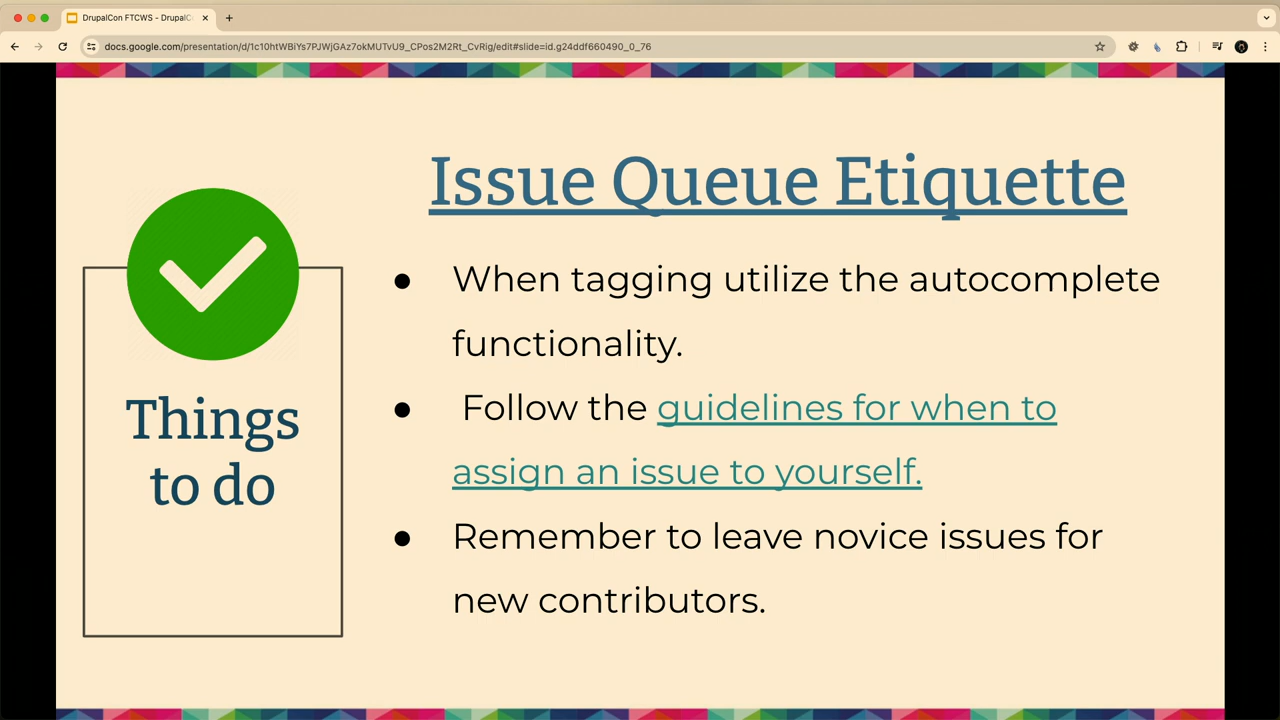 DrupalCon FTCWS - DrupalC
docs.google.com/presentation/d/1c10htWBiYs7PJWjGAz7okMUTvU9_CPos2M2Rt_CvRig/edit#slide=id.g24ddf660490_0_76
Issue Queue Etiquette
Things
to do
● When tagging utilize the autocomplete
functionality.
● Follow the guidelines for when to
assign an issue to yourself.
● Remember to leave novice issues for
new contributors.